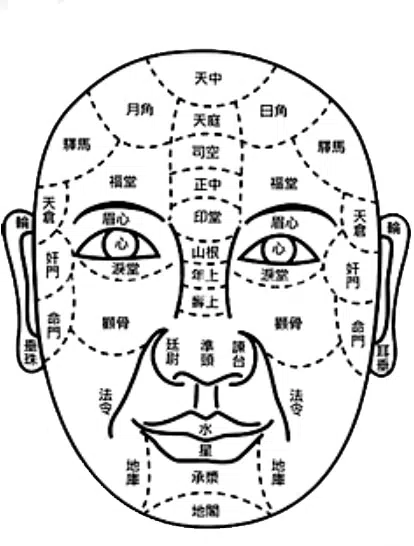 天中
月角
日角
天庭
驛馬
驛馬
司空
福堂
正中
福堂
天倉
印堂
天倉
輪
眉心
眉心
輪
心
心
山根
奸門
淚堂
年上
淚堂
奸門
壽上
命門
顴骨
顴骨
命門
垂珠
廷尉
準頭
諫台
耳垂
法令
法令
水
星
地庫
承漿
地庫
地閣